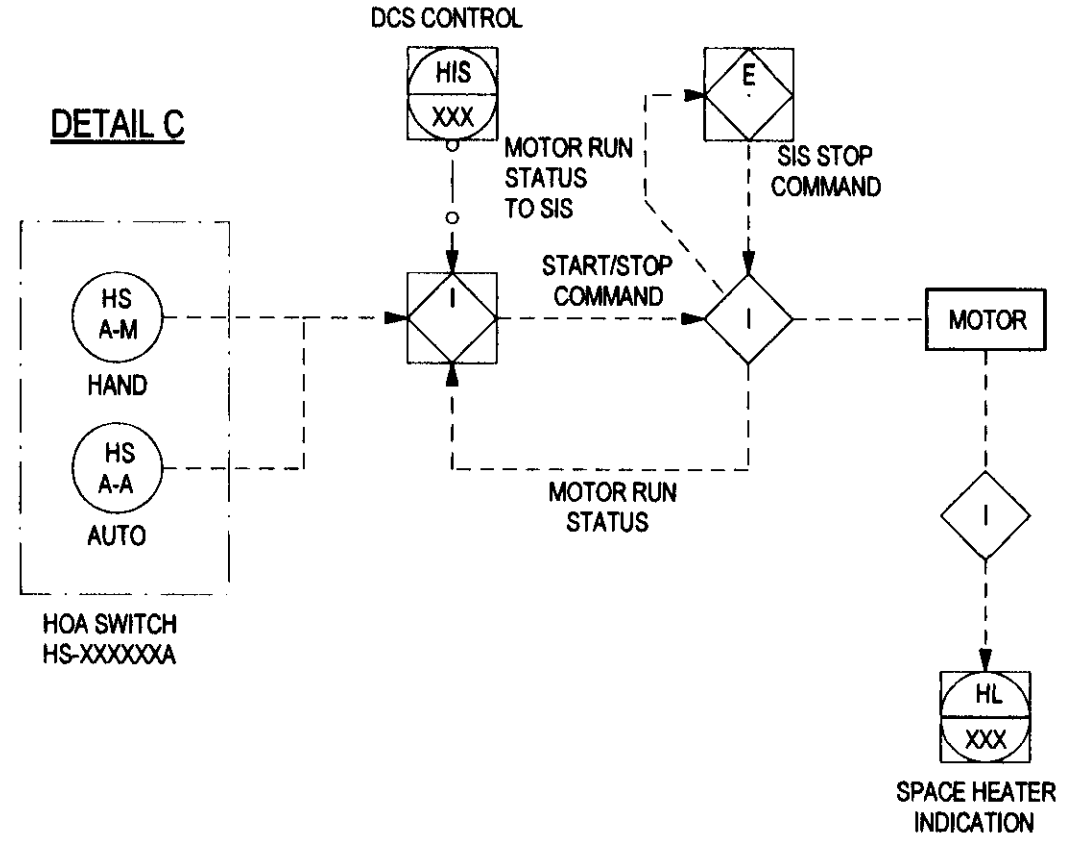 DCS CONTROL
HIS
XXX
E
DETAIL C
MOTOR RUN
STATUS
TO SIS
SIS STOP
COMMAND
HS
A-M
HAND
I
START/STOP
COMMAND
I
MOTOR
HS
A-A
AUTO
MOTOR RUN
STATUS
I
HOA SWITCH
HS-XXXXXXA
HL
XXX
SPACE HEATER
INDICATION